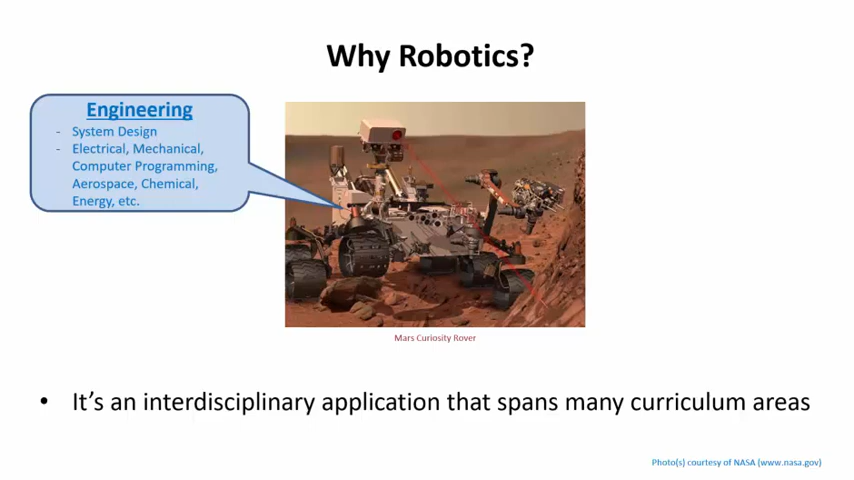 Why Robotics?
Engineering
- System Design
- Electrical, Mechanical,
Computer Programming,
Aerospace, Chemical,
Energy, etc.
Mars Curiosity Rover
• It's an interdisciplinary application that spans many curriculum areas
Photo(s) courtesy of NASA (www.nasa.gov)